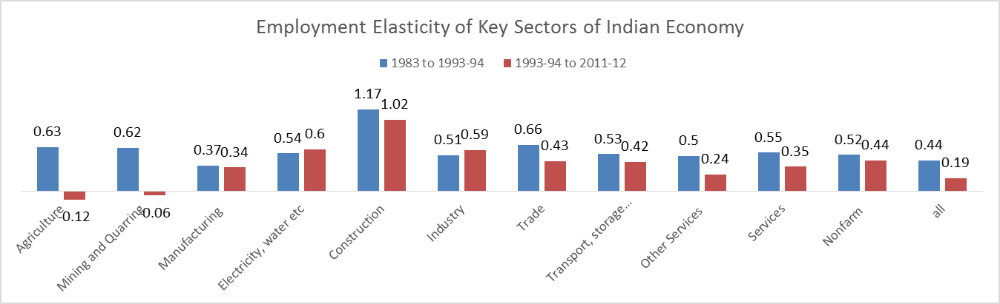 Employment Elasticity of Key Sectors of Indian Economy
1983 to 1993-94 1993-94 to 2011-12
0.63 -0.12
0.62 -0.06
0.37 0.34
0.54 0.6
1.17 1.02
0.51 0.59
0.66 0.43
0.53 0.42
0.5 0.24
0.55 0.35
0.52 0.44
0.44 0.19
Agriculture
Mining and Quarring
Manufacturing
Electricity, water etc
Construction
Industry
Trade
Transport, storage...
Other Services
Services
Nonfarm
all